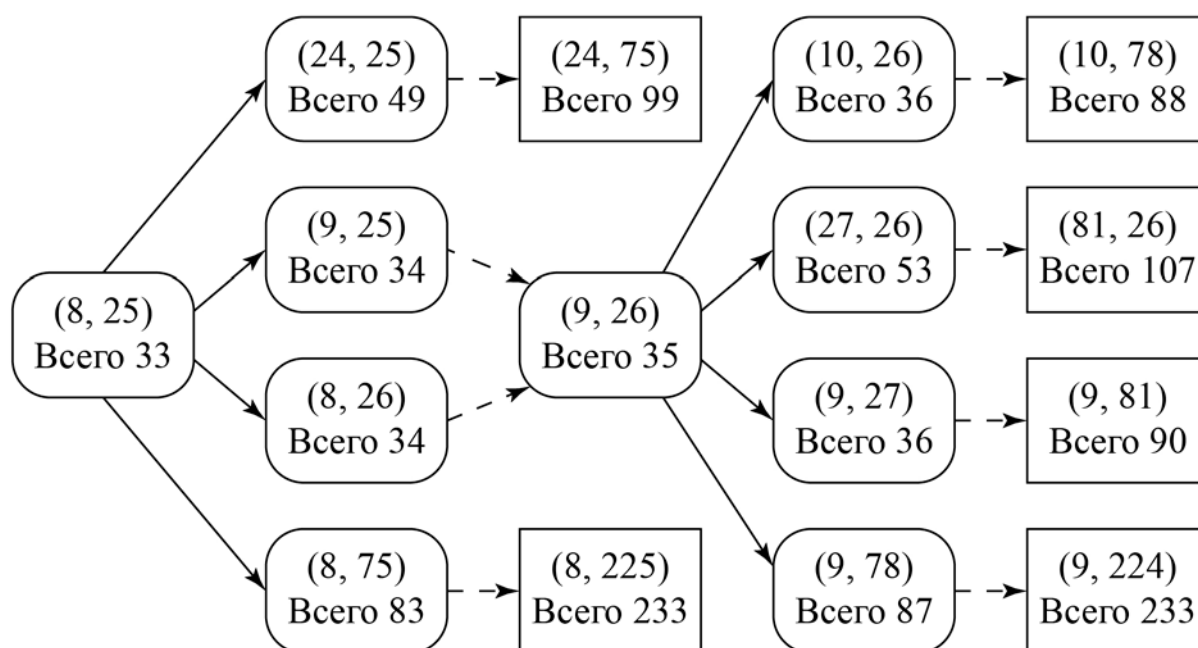 (24, 25)
Всего 49
(24, 75)
Всего 99
(10, 26)
Всего 36
(10, 78)
Всего 88
(9, 25)
Всего 34
(27, 26)
Всего 53
(81, 26)
Всего 107
(8, 25)
Всего 33
(9, 26)
Всего 35
(8, 26)
Всего 34
(9, 27)
Всего 36
(9, 81)
Всего 90
(8, 75)
Всего 83
(8, 225)
Всего 233
(9, 78)
Всего 87
(9, 224)
Всего 233